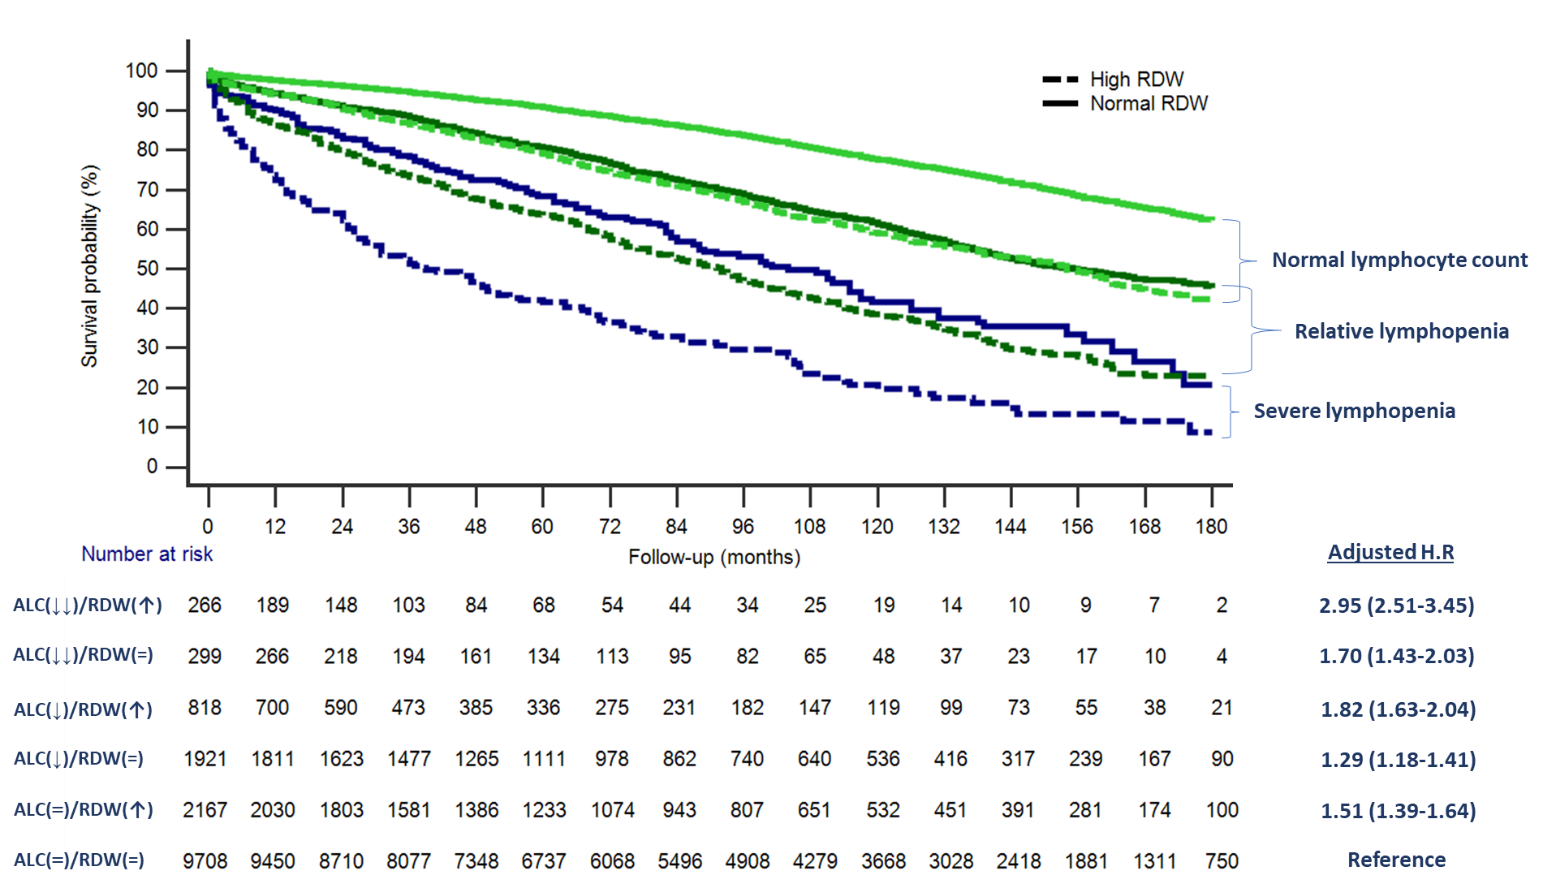 High RDW
Normal RDW
100
90
80
70
60
50
40
30
20
10
0
Survival probability (%)
Normal lymphocyte count
Relative lymphopenia
Severe lymphopenia
0 12 24 36 48 60 72 84 96 108 120 132 144 156 168 180
Number at risk
Follow-up (months)
Adjusted H.R
ALC(↓↓)/RDW(↑) 266 189 148 103 84 68 54 44 34 25 19 14 10 9 7 2 2.95 (2.51-3.45)
ALC(↓↓)/RDW(=) 299 266 218 194 161 134 113 95 82 65 48 37 23 17 10 4 1.70 (1.43-2.03)
ALC(↓)/RDW(↑) 818 700 590 473 385 336 275 231 182 147 119 99 73 55 38 21 1.82 (1.63-2.04)
ALC(↓)/RDW(=) 1921 1811 1623 1477 1265 1111 978 862 740 640 536 416 317 239 167 90 1.29 (1.18-1.41)
ALC(=)/RDW(↑) 2167 2030 1803 1581 1386 1233 1074 943 807 651 532 451 391 281 174 100 1.51 (1.39-1.64)
ALC(=)/RDW(=) 9708 9450 8710 8077 7348 6737 6068 5496 4908 4279 3668 3028 2418 1881 1311 750 Reference